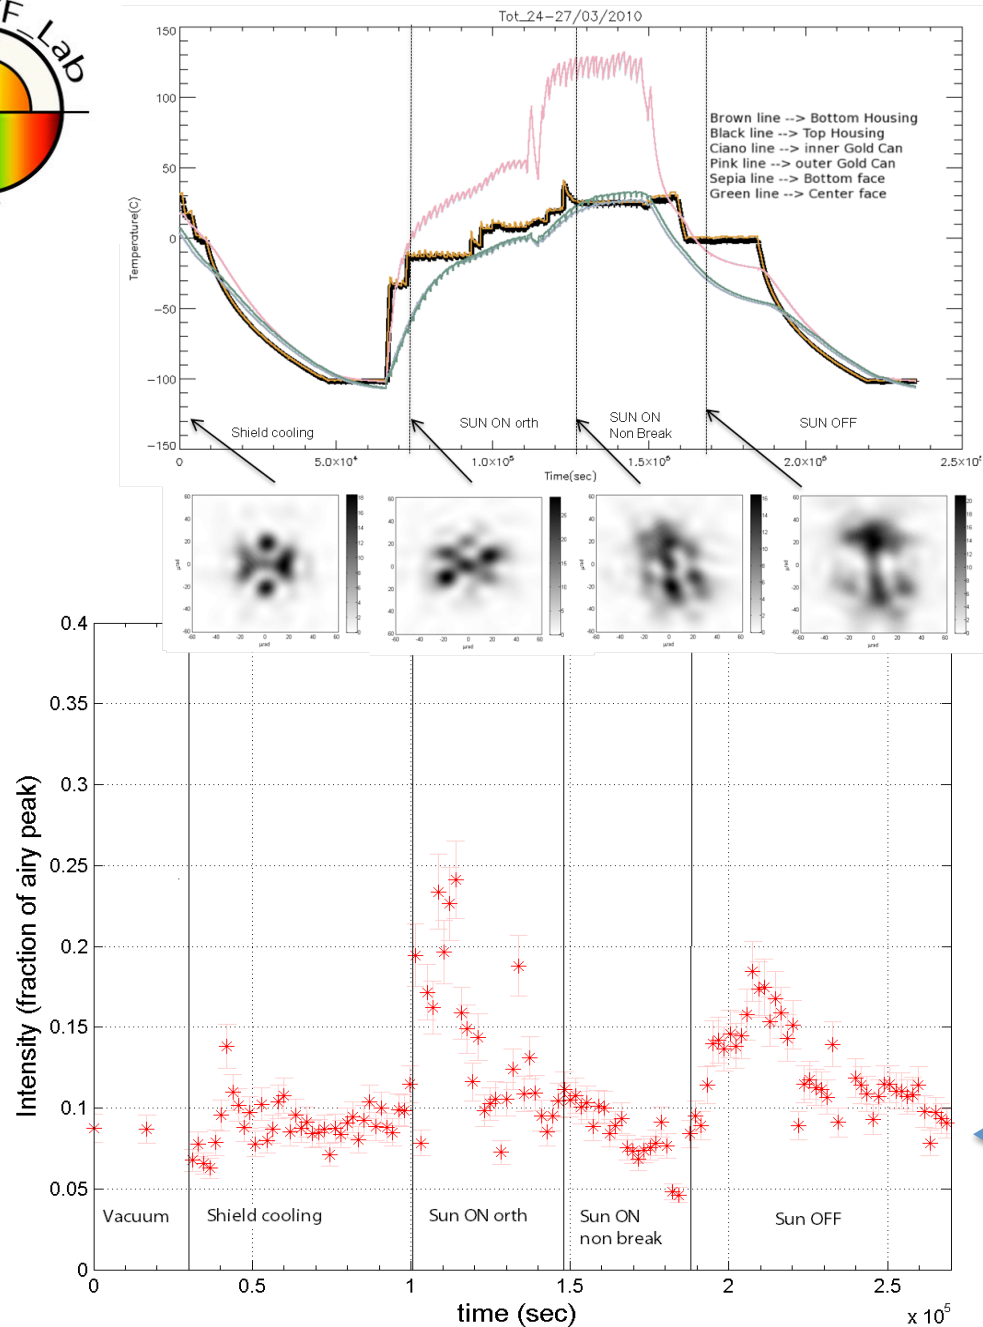 F_Lab
Tot_24-27/03/2010
150
100
50
0
-50
-100
-150
Temperature(C)
Brown line --> Bottom Housing
Black line --> Top Housing
Ciano line --> inner Gold Can
Pink line --> outer Gold Can
Sepia line --> Bottom face
Green line --> Center face
Shield cooling
SUN ON orth
SUN ON
Non Break
SUN OFF
0
5.0×10⁴
1.0×10⁵
1.5×10⁵
2.0×10⁵
2.5×10⁵
Time(sec)
0.4
0.35
0.3
0.25
0.2
0.15
0.1
0.05
0
Intensity (fraction of airy peak)
Vacuum
Shield cooling
Sun ON orth
Sun ON
non break
Sun OFF
0
0.5
1
1.5
2
2.5
time (sec)
x 10⁵